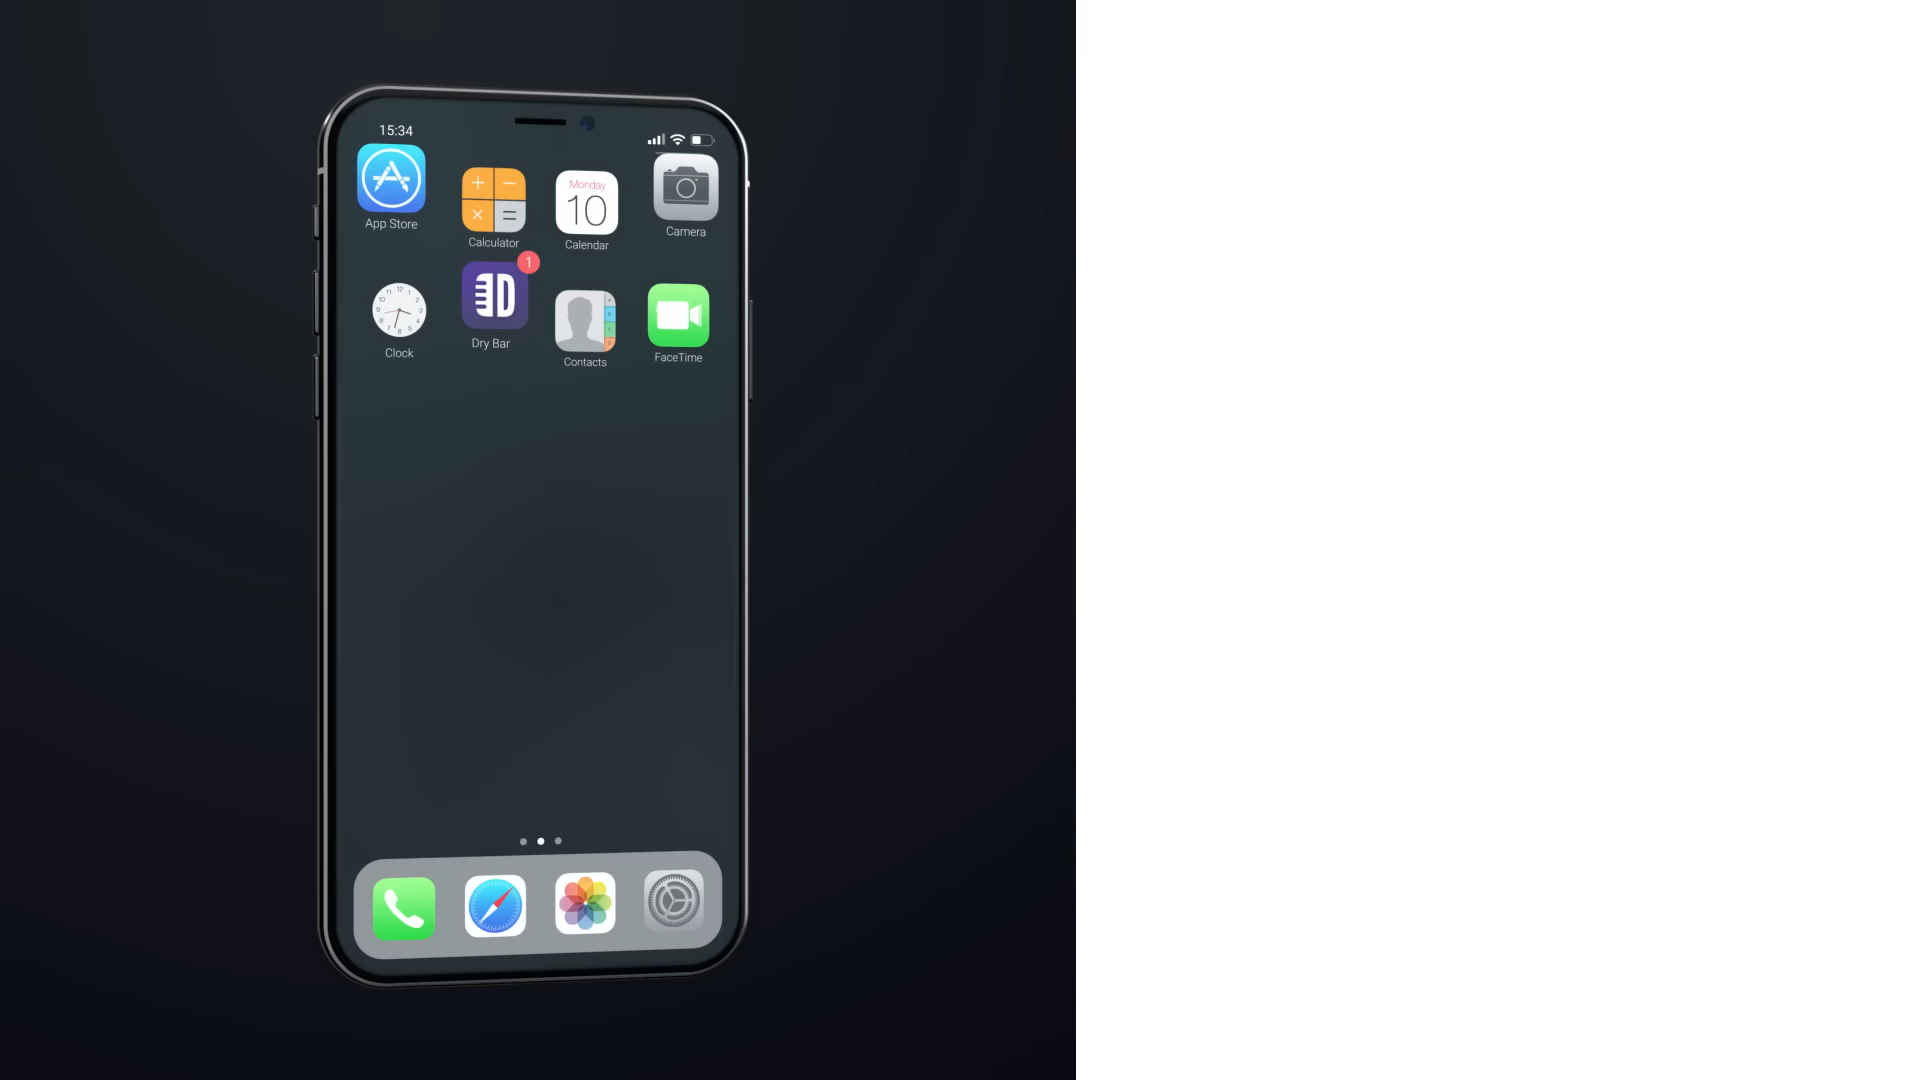 15:34
App Store
Calculator
Monday
10
Calendar
Camera
Clock
1
Dry Bar
Contacts
FaceTime